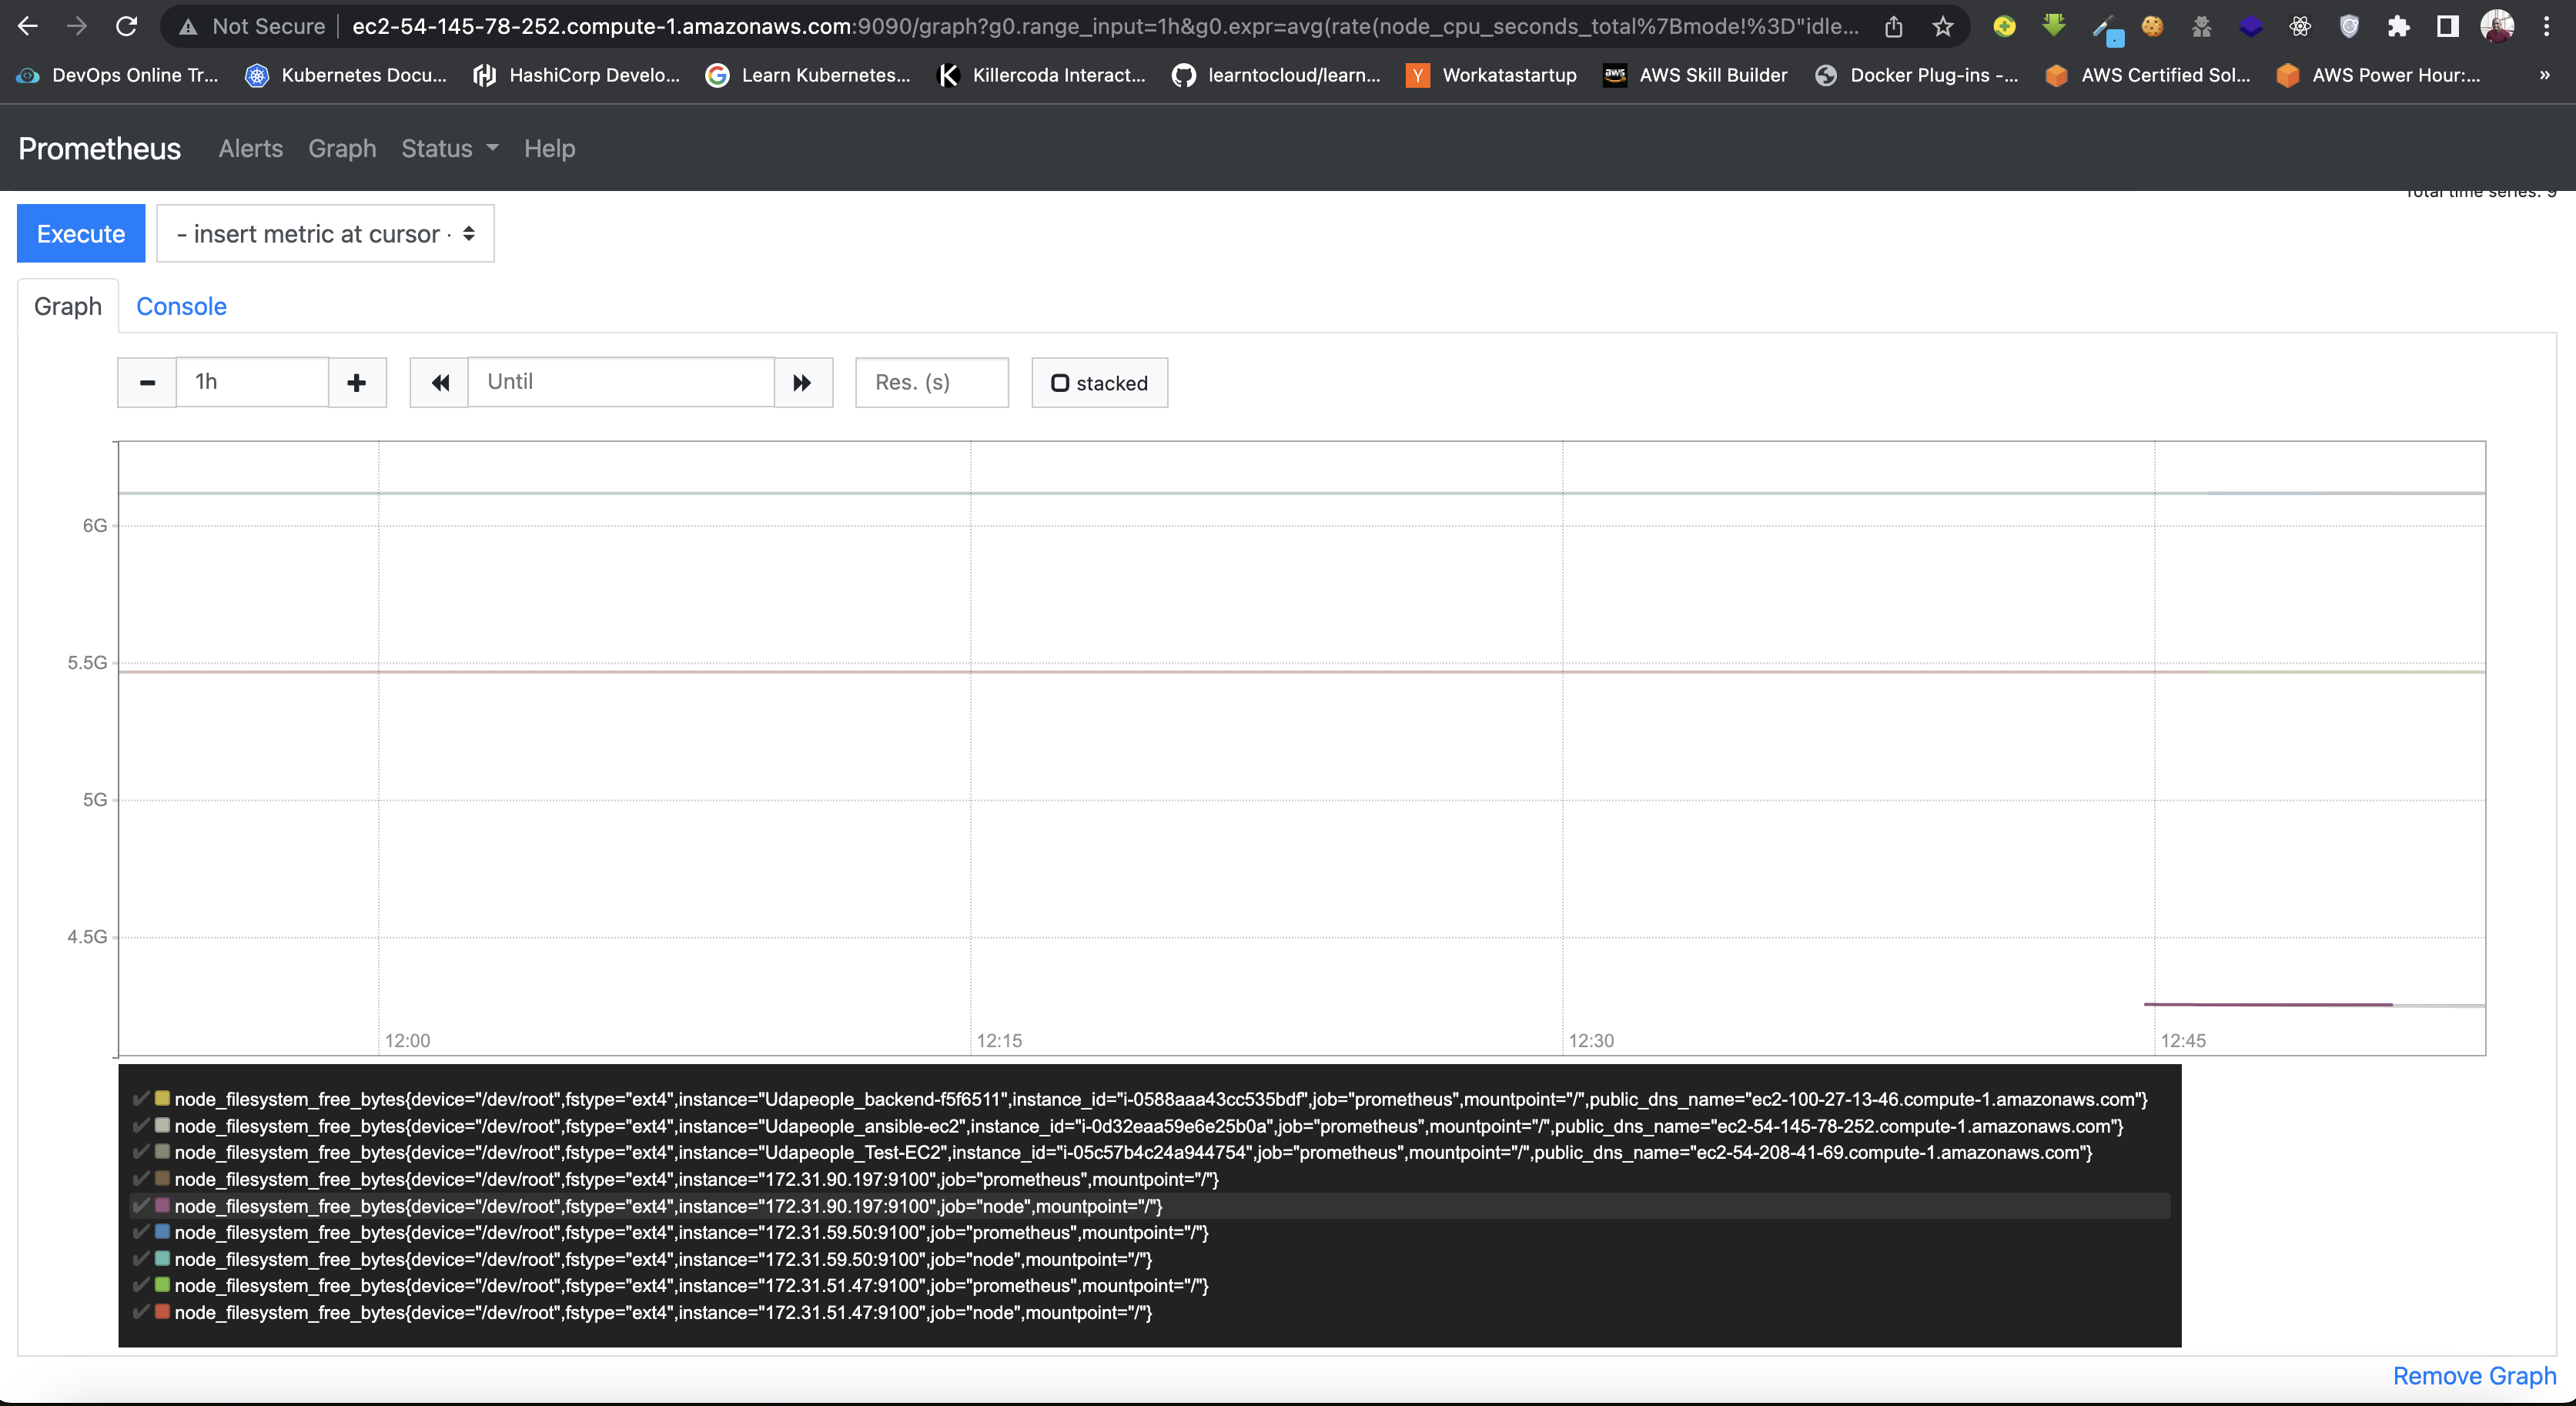 Not Secure | ec2-54-145-78-252.compute-1.amazonaws.com:9090/graph?g0.range_input=1h&g0.expr=avg(rate(node_cpu_seconds_total%7Bmode!%3D"idle...
DevOps Online Tr... Kubernetes Docu... HashiCorp Develo... Learn Kubernetes... Killercoda Interact... learntocloud/learn... Workatastartup AWS Skill Builder Docker Plug-ins -... AWS Certified Sol... AWS Power Hour:... »
Prometheus Alerts Graph Status Help
Total time series: 9
Execute - insert metric at cursor -
Graph Console
1h Until Res. (s) stacked
6G
5.5G
5G
4.5G
12:00 12:15 12:30 12:45
node_filesystem_free_bytes{device="/dev/root",fstype="ext4",instance="Udapeople_backend-f5f6511",instance_id="i-0588aaa43cc535bdf",job="prometheus",mountpoint="/",public_dns_name="ec2-100-27-13-46.compute-1.amazonaws.com"}
node_filesystem_free_bytes{device="/dev/root",fstype="ext4",instance="Udapeople_ansible-ec2",instance_id="i-0d32eaa59e6e25b0a",job="prometheus",mountpoint="/",public_dns_name="ec2-54-145-78-252.compute-1.amazonaws.com"}
node_filesystem_free_bytes{device="/dev/root",fstype="ext4",instance="Udapeople_Test-EC2",instance_id="i-05c57b4c24a944754",job="prometheus",mountpoint="/",public_dns_name="ec2-54-208-41-69.compute-1.amazonaws.com"}
node_filesystem_free_bytes{device="/dev/root",fstype="ext4",instance="172.31.90.197:9100",job="prometheus",mountpoint="/"}
node_filesystem_free_bytes{device="/dev/root",fstype="ext4",instance="172.31.90.197:9100",job="node",mountpoint="/"}
node_filesystem_free_bytes{device="/dev/root",fstype="ext4",instance="172.31.59.50:9100",job="prometheus",mountpoint="/"}
node_filesystem_free_bytes{device="/dev/root",fstype="ext4",instance="172.31.59.50:9100",job="node",mountpoint="/"}
node_filesystem_free_bytes{device="/dev/root",fstype="ext4",instance="172.31.51.47:9100",job="prometheus",mountpoint="/"}
node_filesystem_free_bytes{device="/dev/root",fstype="ext4",instance="172.31.51.47:9100",job="node",mountpoint="/"}
Remove Graph